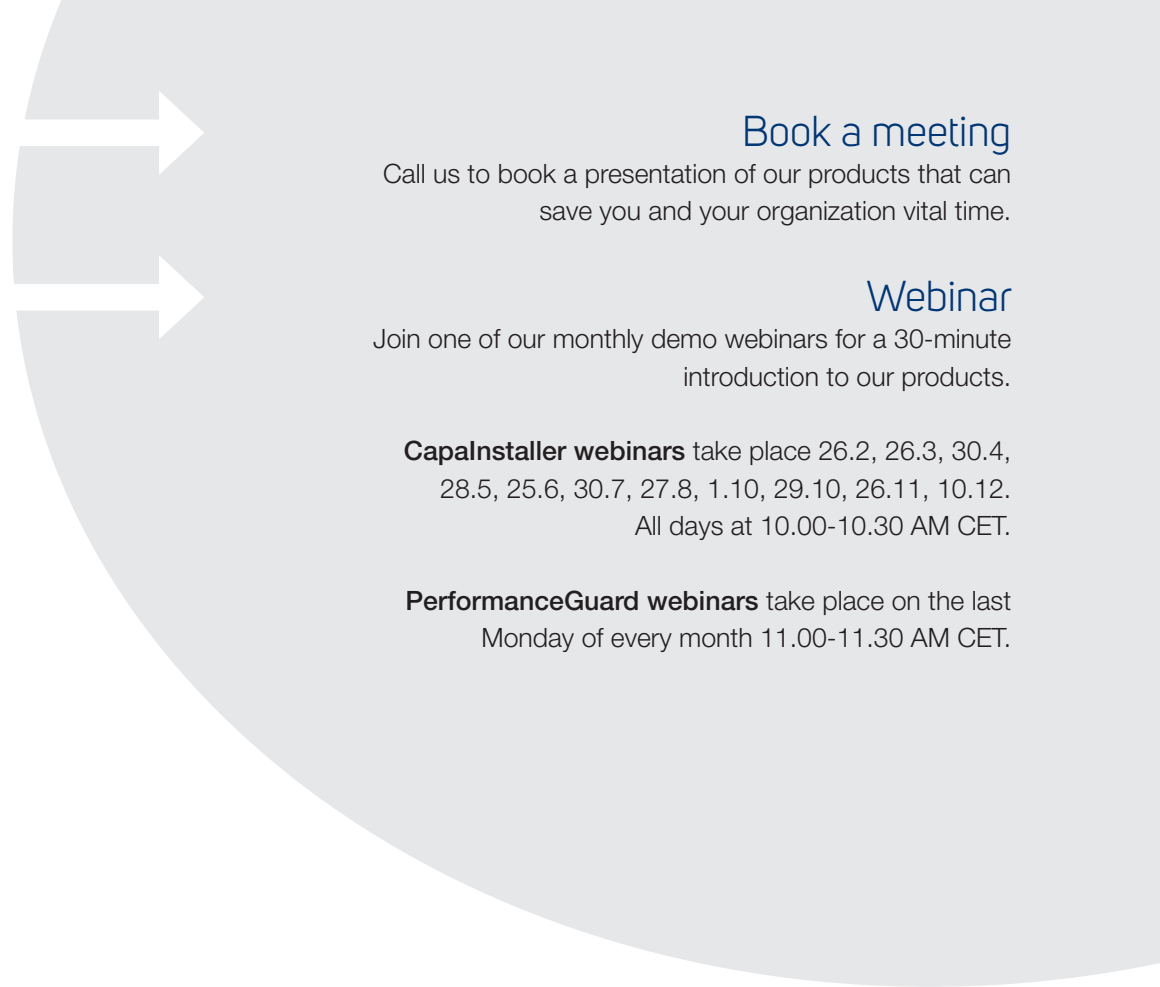 Book a meeting
Call us to book a presentation of our products that can
save you and your organization vital time.
Webinar
Join one of our monthly demo webinars for a 30-minute
introduction to our products.
CapaInstaller webinars take place 26.2, 26.3, 30.4,
28.5, 25.6, 30.7, 27.8, 1.10, 29.10, 26.11, 10.12.
All days at 10.00-10.30 AM CET.
PerformanceGuard webinars take place on the last
Monday of every month 11.00-11.30 AM CET.